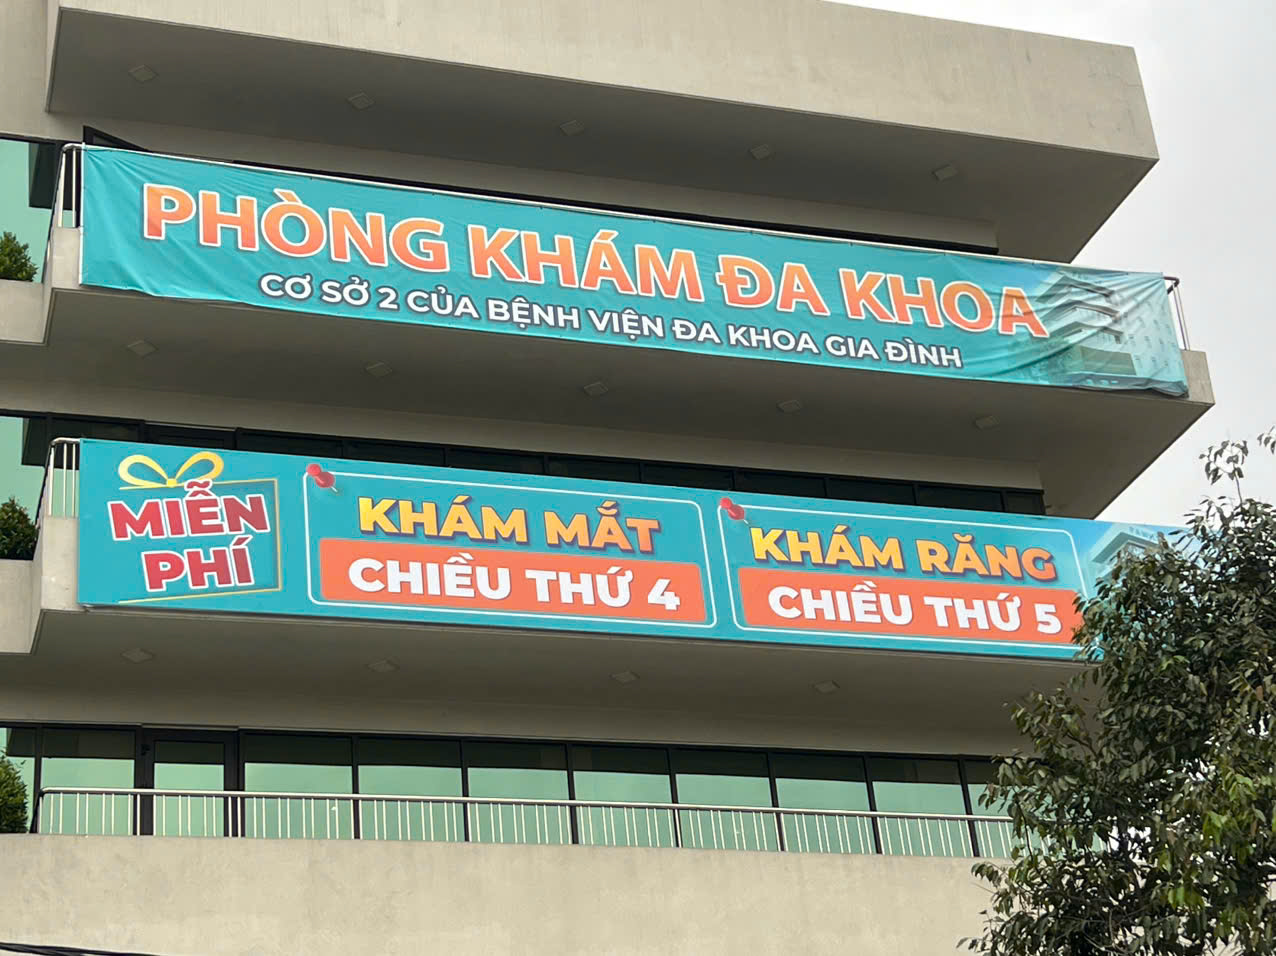 PHÒNG KHÁM ĐA KHOA
CƠ SỞ 2 CỦA BỆNH VIỆN ĐA KHOA GIA ĐÌNH
MIỄN
PHÍ
KHÁM MẮT
CHIỀU THỨ 4
KHÁM RĂNG
CHIỀU THỨ 5